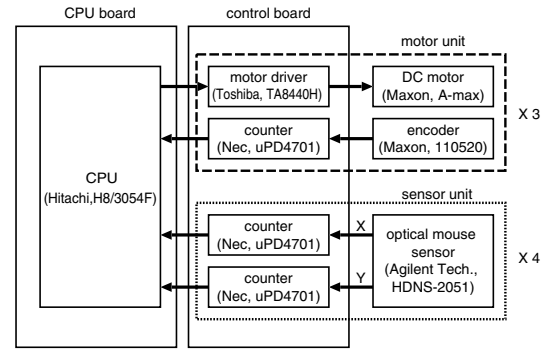 CPU board
control board
motor unit
motor driver
(Toshiba, TA8440H)
DC motor
(Maxon, A-max)
X 3
counter
(Nec, uPD4701)
encoder
(Maxon, 110520)
CPU
(Hitachi,H8/3054F)
sensor unit
counter
(Nec, uPD4701)
X
optical mouse
sensor
(Agilent Tech.,
HDNS-2051)
X 4
counter
(Nec, uPD4701)
Y